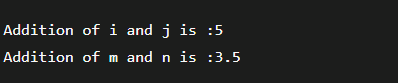 Addition of i and j is :5
Addition of m and n is :3.5